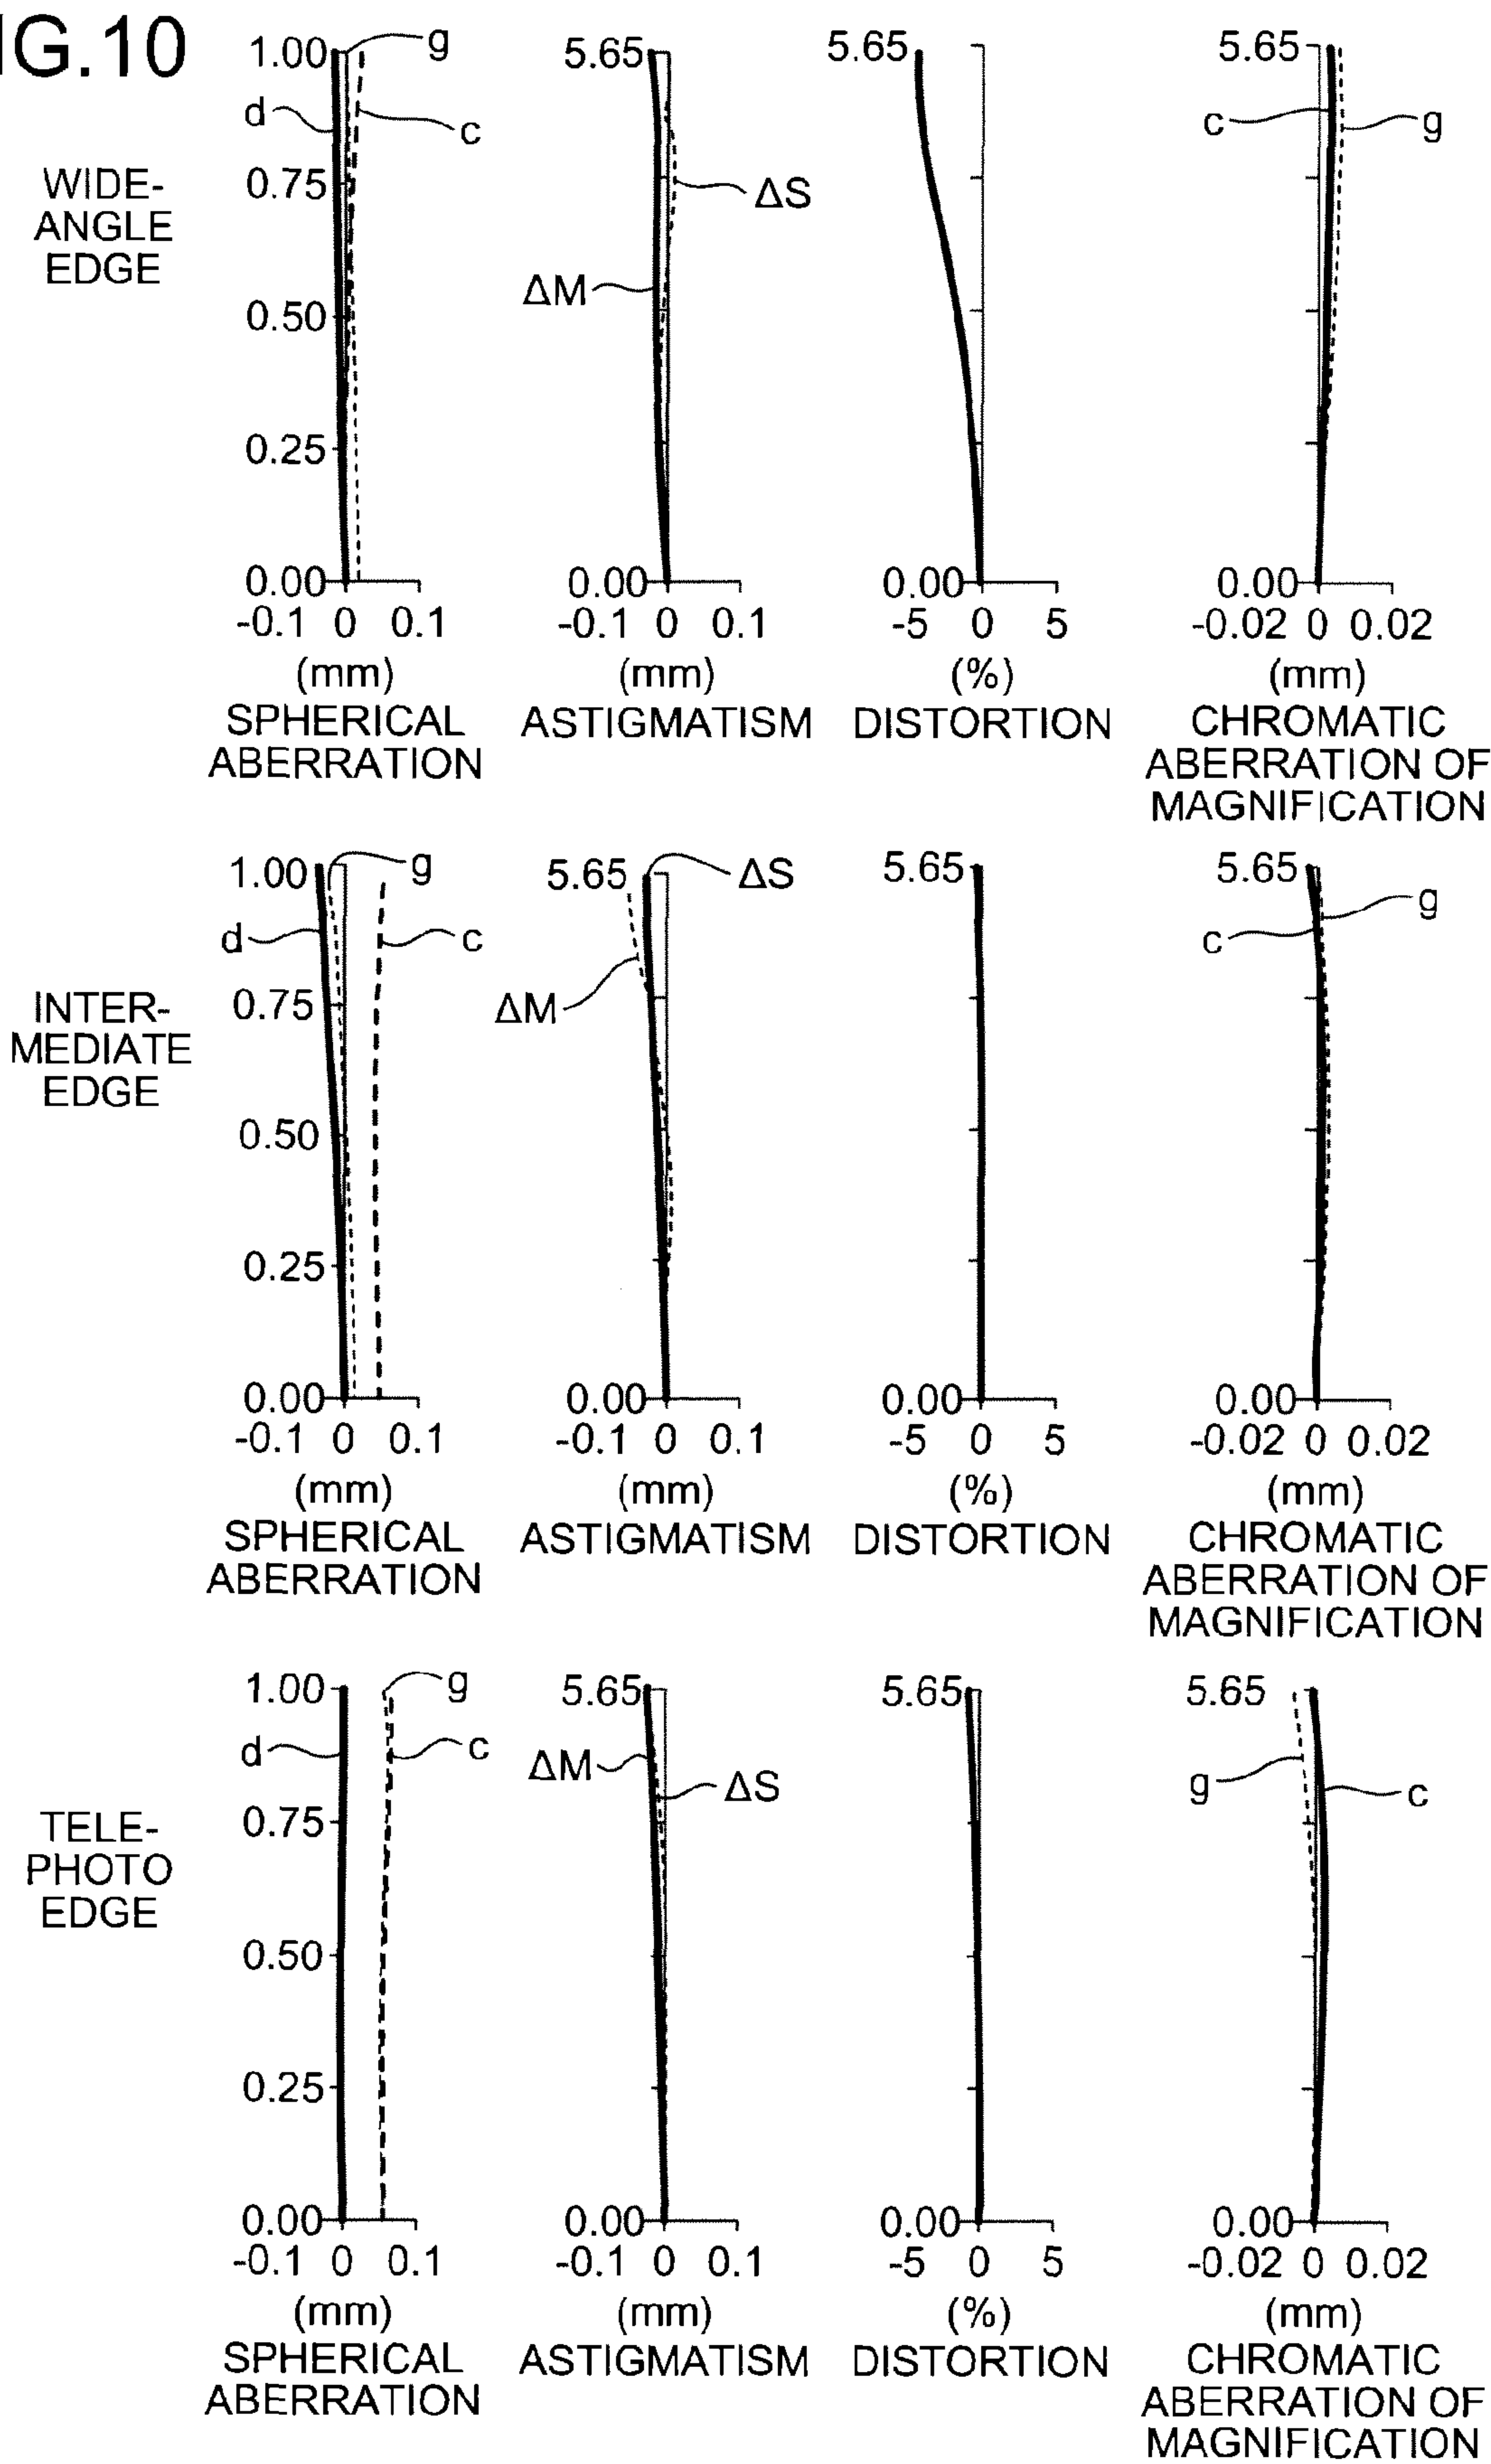 IG.10
WIDE-
ANGLE
EDGE
1.00
0.75
0.50
0.25
0.00
g
d
c
-0.1 0 0.1
(mm)
SPHERICAL
ABERRATION
5.65
ΔS
ΔM
0.00
-0.1 0 0.1
(mm)
ASTIGMATISM
5.65
0.00
-5 0 5
(%)
DISTORTION
5.65
c
g
0.00
-0.02 0 0.02
(mm)
CHROMATIC
ABERRATION OF
MAGNIFICATION
INTER-
MEDIATE
EDGE
1.00
0.75
0.50
0.25
0.00
g
d
c
-0.1 0 0.1
(mm)
SPHERICAL
ABERRATION
5.65
ΔS
ΔM
0.00
-0.1 0 0.1
(mm)
ASTIGMATISM
5.65
0.00
-5 0 5
(%)
DISTORTION
5.65
g
c
0.00
-0.02 0 0.02
(mm)
CHROMATIC
ABERRATION OF
MAGNIFICATION
TELE-
PHOTO
EDGE
1.00
0.75
0.50
0.25
0.00
g
d
c
-0.1 0 0.1
(mm)
SPHERICAL
ABERRATION
5.65
ΔM
ΔS
0.00
-0.1 0 0.1
(mm)
ASTIGMATISM
5.65
0.00
-5 0 5
(%)
DISTORTION
5.65
g
c
0.00
-0.02 0 0.02
(mm)
CHROMATIC
ABERRATION OF
MAGNIFICATION